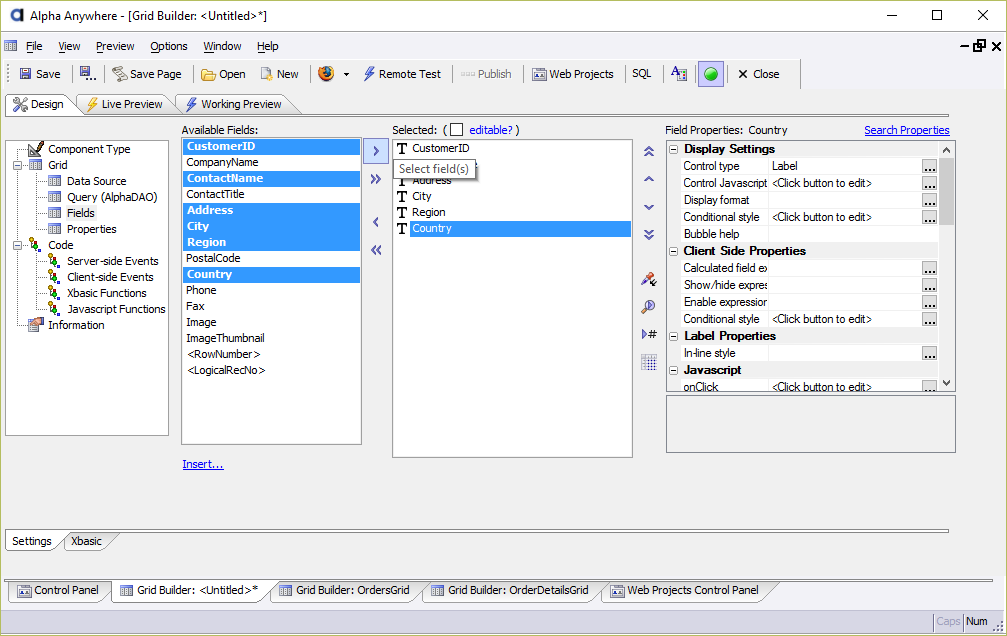 Alpha Anywhere - [Grid Builder: <Untitled>*]
File View Preview Options Window Help
Save Save Page Open New Remote Test Publish Web Projects SQL Close
Design Live Preview Working Preview
Component Type
Grid
Data Source
Query (AlphaDAO)
Fields
Properties
Code
Server-side Events
Client-side Events
Xbasic Functions
Javascript Functions
Information
Available Fields:
CustomerID
CompanyName
ContactName
ContactTitle
Address
City
Region
PostalCode
Country
Phone
Fax
Image
ImageThumbnail
<RowNumber>
<LogicalRecNo>
Insert...
Selected: ( editable? )
CustomerID
Select field(s)
Address
City
Region
Country
Field Properties: Country Search Properties
Display Settings
Control type Label ...
Control Javascript <Click button to edit> ...
Display format ...
Conditional style <Click button to edit> ...
Bubble help
Client Side Properties
Calculated field ex ...
Show/hide expres ...
Enable expression ...
Conditional style <Click button to edit> ...
Label Properties
In-line style ...
Javascript
onClick <Click button to edit> ...
Settings Xbasic
Control Panel Grid Builder: <Untitled>* Grid Builder: OrdersGrid Grid Builder: OrderDetailsGrid Web Projects Control Panel
Caps Num